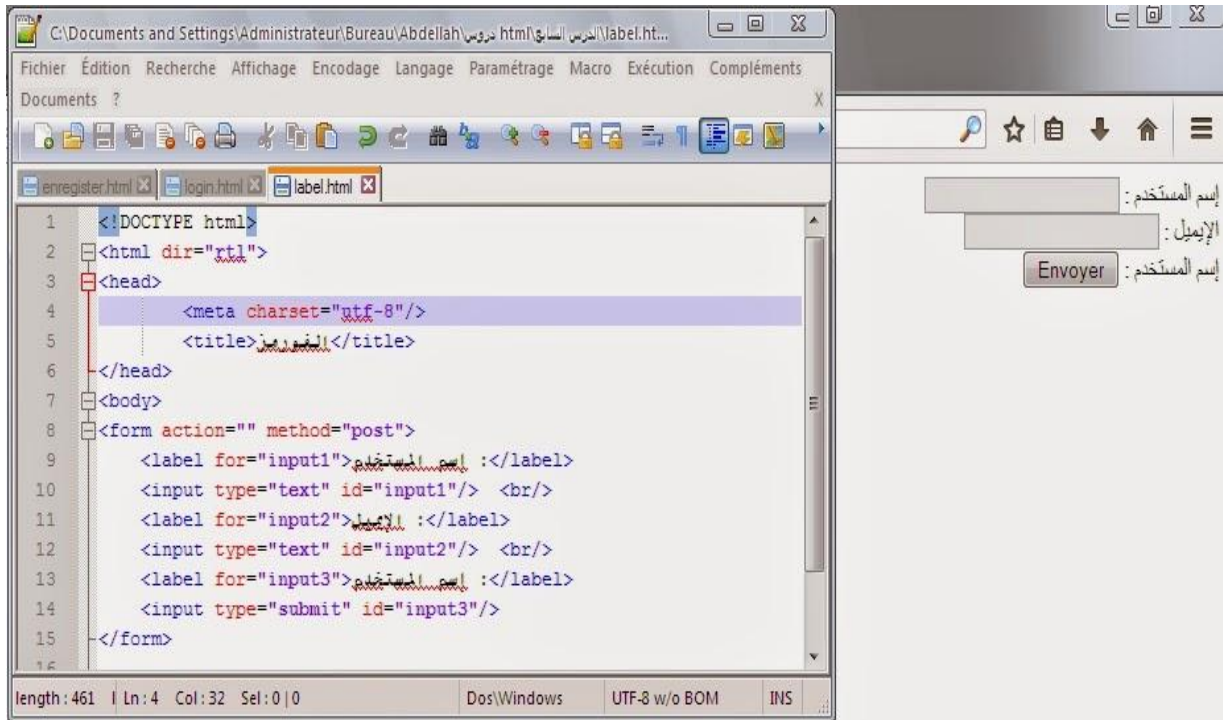 C:\Documents and Settings\Administrateur\Bureau\Abdellah\دروس html\الدرس السابع\label.ht...
Fichier Édition Recherche Affichage Encodage Langage Paramétrage Macro Exécution Compléments
Documents ? X
enregister.html login.html label.html
1 <!DOCTYPE html>
2 <html dir="rtl">
3 <head>
4 <meta charset="utf-8"/>
5 <title>الفورمز</title>
6 </head>
7 <body>
8 <form action="" method="post">
9 <label for="input1">إسم المستخدم :</label>
10 <input type="text" id="input1"/> <br/>
11 <label for="input2">الإيميل :</label>
12 <input type="text" id="input2"/> <br/>
13 <label for="input3">إسم المستخدم :</label>
14 <input type="submit" id="input3"/>
15 </form>
16
length : 461 Ln : 4 Col : 32 Sel : 0 | 0 Dos\Windows UTF-8 w/o BOM INS
إسم المستخدم :
الإيميل :
إسم المستخدم : Envoyer